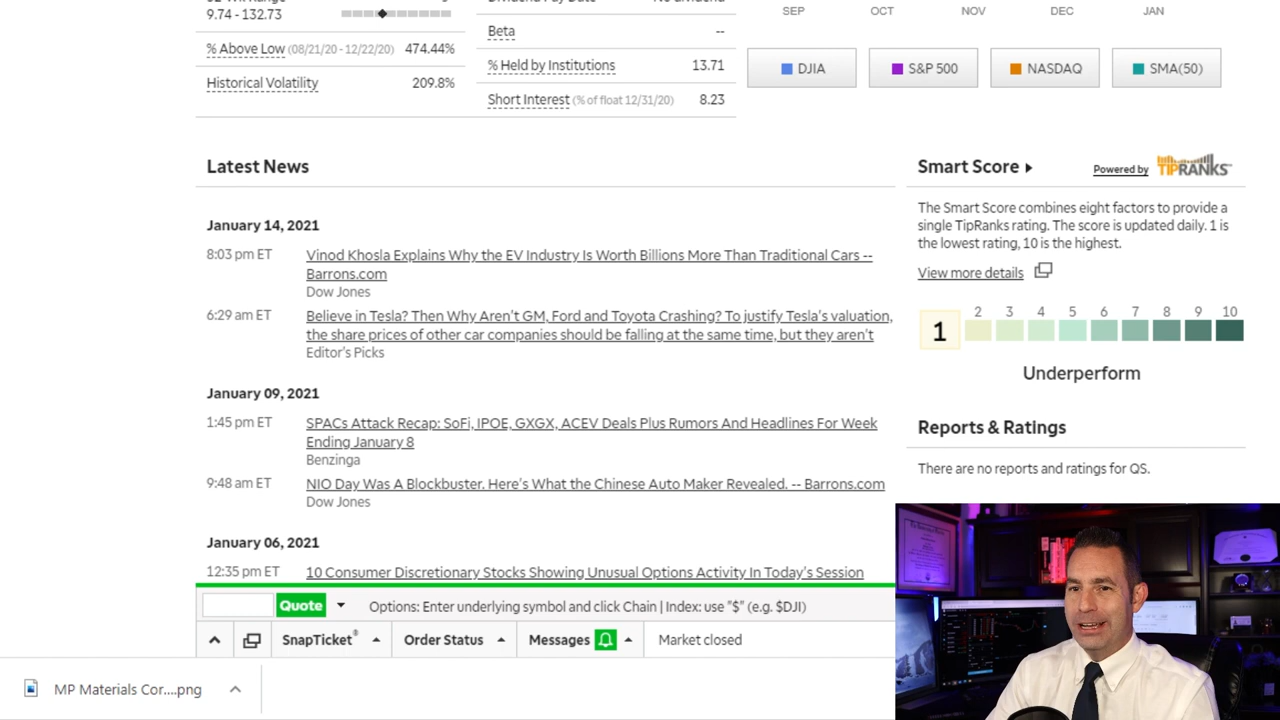 9.74 - 132.73
% Above Low (08/21/20 - 12/22/20) 474.44%
Historical Volatility 209.8%
Beta --
% Held by Institutions 13.71
Short Interest (% of float 12/31/20) 8.23
SEP OCT NOV DEC JAN
DJIA S&P 500 NASDAQ SMA(50)
Latest News
January 14, 2021
8:03 pm ET Vinod Khosla Explains Why the EV Industry Is Worth Billions More Than Traditional Cars --
Barrons.com
Dow Jones
6:29 am ET Believe in Tesla? Then Why Aren't GM, Ford and Toyota Crashing? To justify Tesla's valuation,
the share prices of other car companies should be falling at the same time, but they aren't
Editor's Picks
January 09, 2021
1:45 pm ET SPACs Attack Recap: SoFi, IPOE, GXGX, ACEV Deals Plus Rumors And Headlines For Week
Ending January 8
Benzinga
9:48 am ET NIO Day Was A Blockbuster. Here's What the Chinese Auto Maker Revealed. -- Barrons.com
Dow Jones
January 06, 2021
12:35 pm ET 10 Consumer Discretionary Stocks Showing Unusual Options Activity In Today's Session
Smart Score Powered by TIPRANKS
The Smart Score combines eight factors to provide a
single TipRanks rating. The score is updated daily. 1 is
the lowest rating, 10 is the highest.
View more details
1 2 3 4 5 6 7 8 9 10
Underperform
Reports & Ratings
There are no reports and ratings for QS.
Quote Options: Enter underlying symbol and click Chain | Index: use "$" (e.g. $DJI)
SnapTicket® Order Status Messages Market closed
MP Materials Cor....png